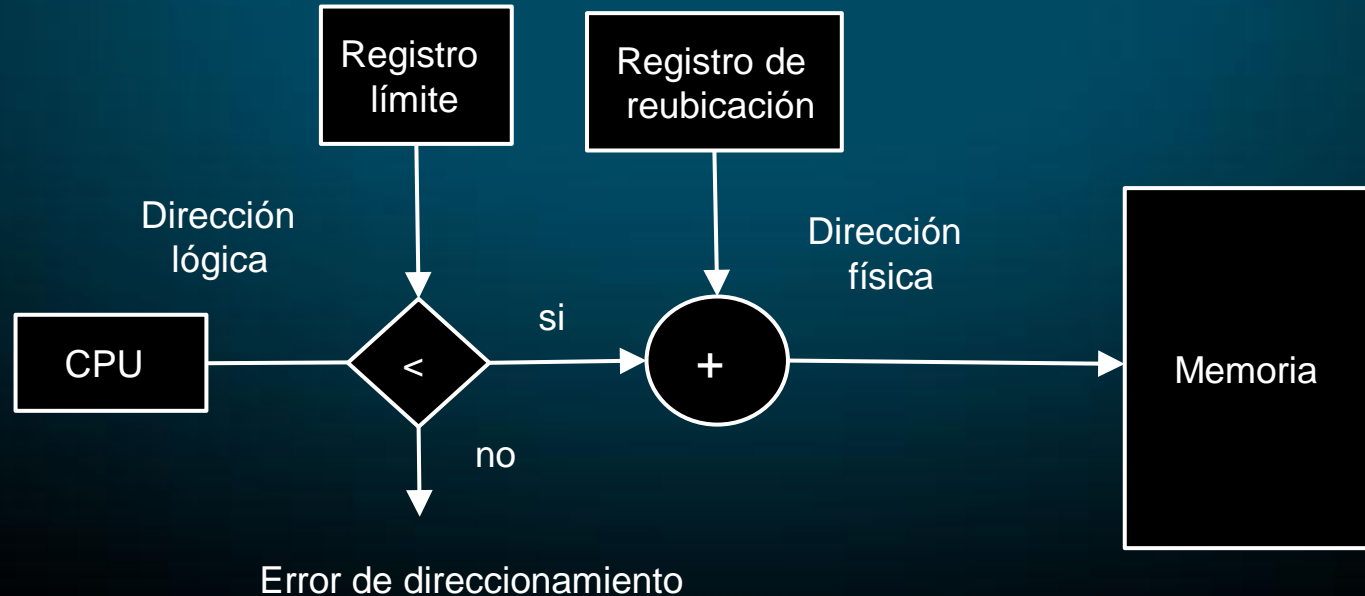 Registro
límite
Registro de
reubicación
Dirección
lógica
Dirección
física
CPU
<
si
+
Memoria
no
Error de direccionamiento